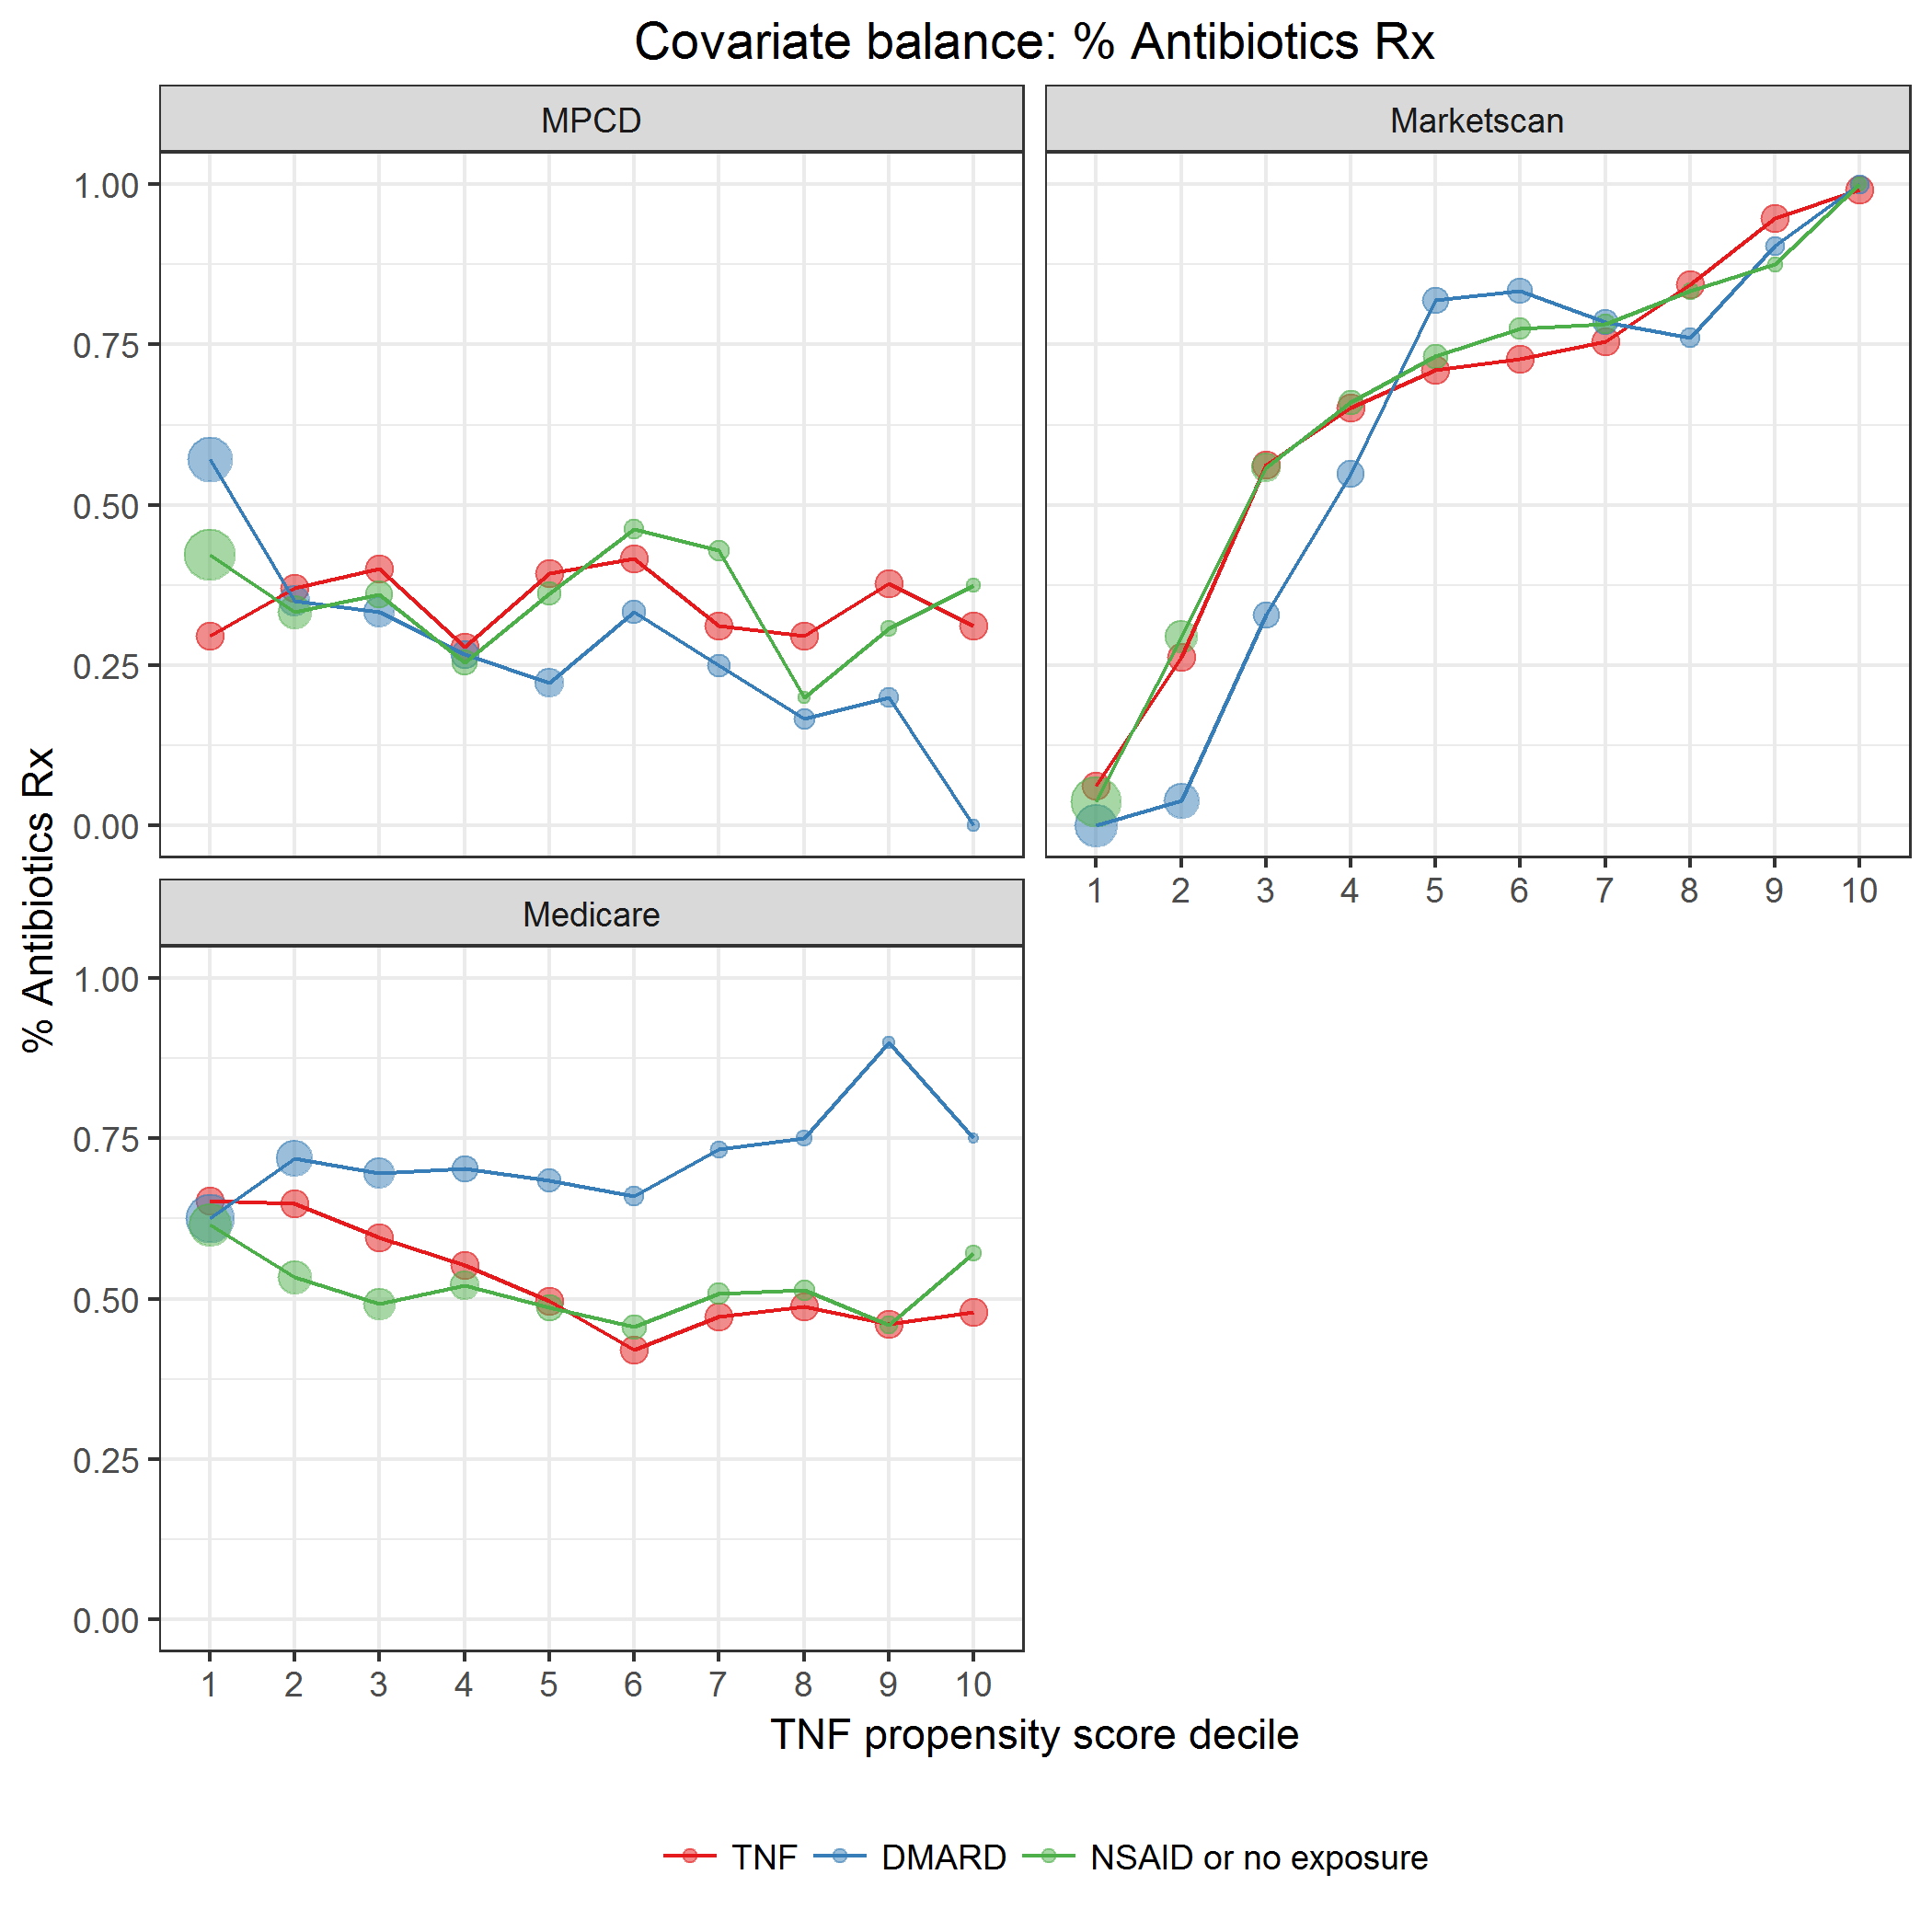 Covariate balance: % Antibiotics Rx
MPCD
Marketscan
1.00
0.75
0.50
0.25
0.00
1 2 3 4 5 6 7 8 9 10
% Antibiotics Rx
Medicare
1.00
0.75
0.50
0.25
0.00
1 2 3 4 5 6 7 8 9 10
TNF propensity score decile
TNF DMARD NSAID or no exposure